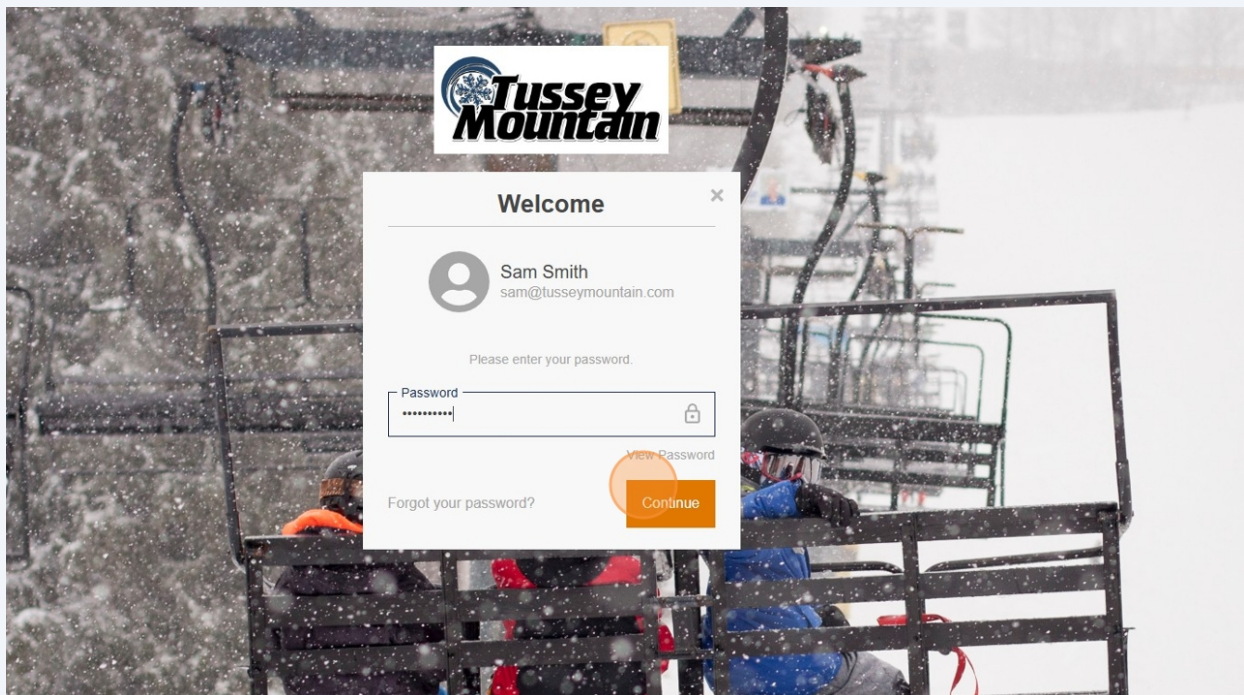 Tussey
Mountain
Welcome
Sam Smith
sam@tusseymountain.com
Please enter your password.
Password
••••••••••
View Password
Forgot your password?
Continue